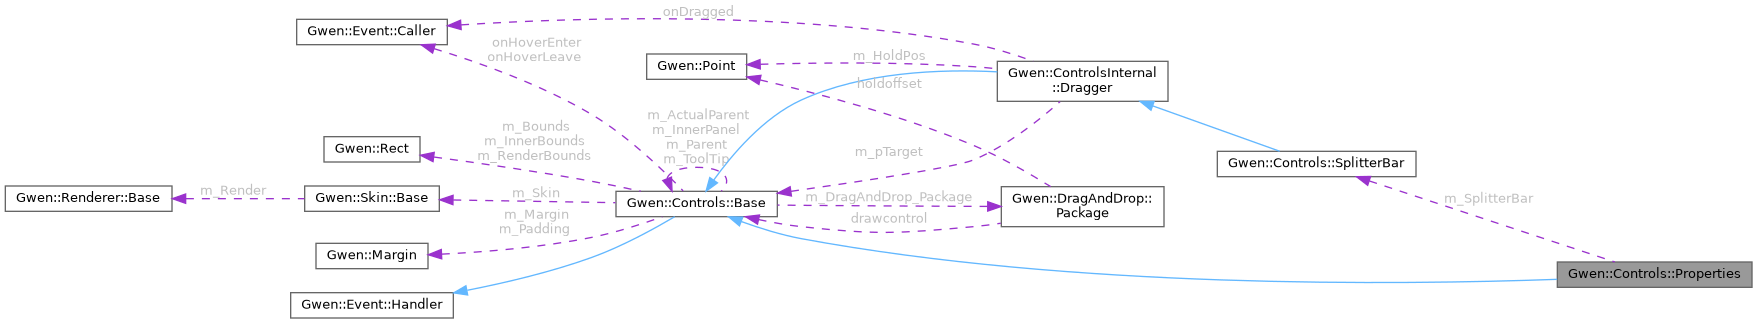 onDragged
Gwen::Event::Caller
onHoverEnter
onHoverLeave
Gwen::Point
m_HoldPos
holdoffset
Gwen::ControlsInternal
::Dragger
m_ActualParent
m_InnerPanel
m_Parent
m_ToolTip
m_Bounds
m_InnerBounds
m_RenderBounds
Gwen::Rect
m_pTarget
Gwen::Controls::SplitterBar
Gwen::Renderer::Base
m_Render
Gwen::Skin::Base
m_Skin
Gwen::Controls::Base
m_DragAndDrop_Package
drawcontrol
Gwen::DragAndDrop::
Package
m_SplitterBar
m_Margin
m_Padding
Gwen::Margin
Gwen::Controls::Properties
Gwen::Event::Handler